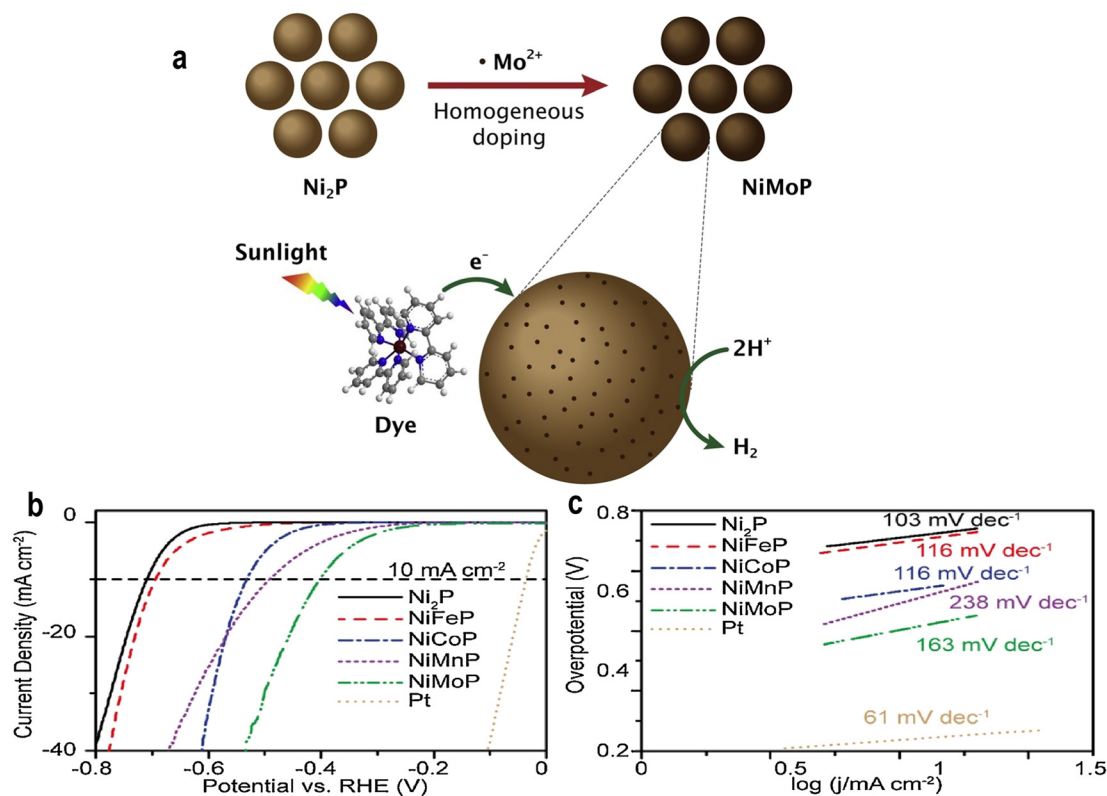 a
• Mo²⁺
Homogeneous
doping
Ni₂P
NiMoP
Sunlight
e⁻
2H⁺
Dye
H₂
b
0
-20
-40
Current Density (mA cm⁻²)
10 mA cm⁻²
Ni₂P
NiFeP
NiCoP
NiMnP
NiMoP
Pt
-0.8
-0.6
-0.4
-0.2
0
Potential vs. RHE (V)
c
0.8
0.6
0.4
0.2
Overpotential (V)
Ni₂P
NiFeP
NiCoP
NiMnP
NiMoP
Pt
103 mV dec⁻¹
116 mV dec⁻¹
116 mV dec⁻¹
238 mV dec⁻¹
163 mV dec⁻¹
61 mV dec⁻¹
0
0.5
1.0
1.5
log (j/mA cm⁻²)